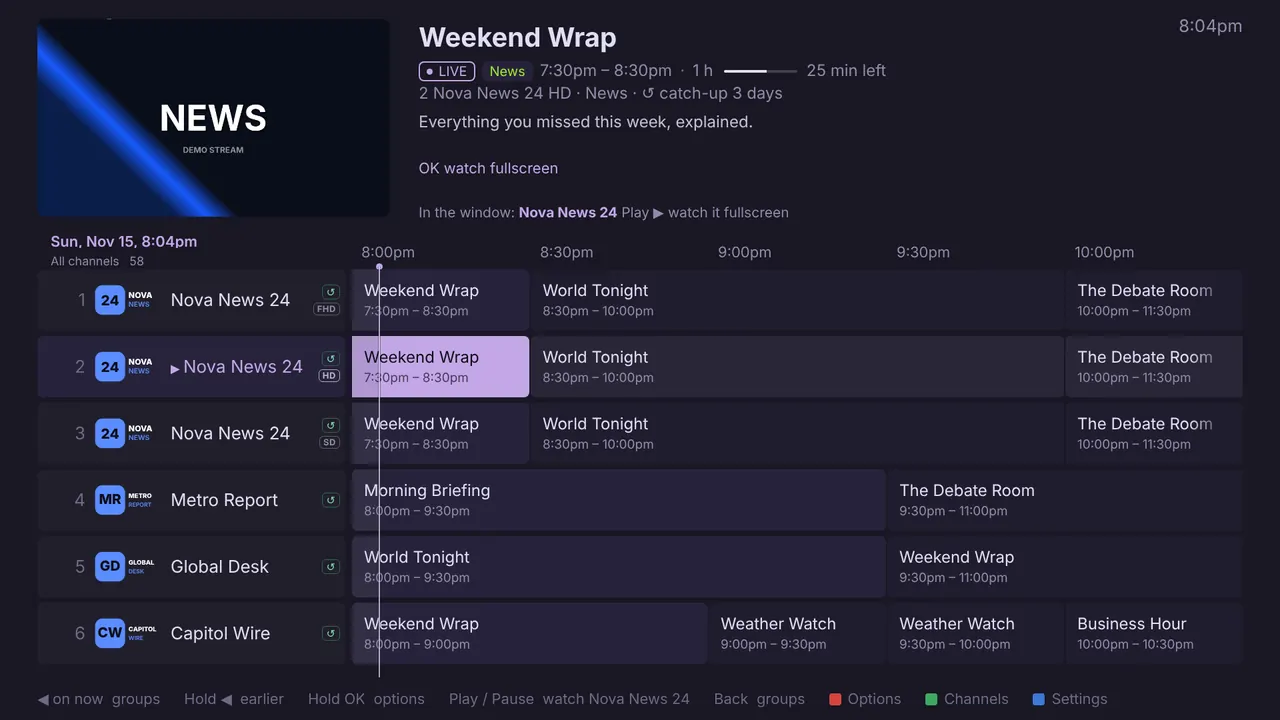 8:04pm
NEWS
DEMO STREAM
Weekend Wrap
LIVE News 7:30pm – 8:30pm · 1 h 25 min left
2 Nova News 24 HD · News · ↺ catch-up 3 days
Everything you missed this week, explained.
OK watch fullscreen
In the window: Nova News 24 Play ▶ watch it fullscreen
Sun, Nov 15, 8:04pm
All channels 58
8:00pm 8:30pm 9:00pm 9:30pm 10:00pm
1 24 NOVA NEWS Nova News 24 ↺ FHD
Weekend Wrap
7:30pm – 8:30pm
World Tonight
8:30pm – 10:00pm
The Debate Room
10:00pm – 11:30pm
2 24 NOVA NEWS ▶ Nova News 24 ↺ HD
Weekend Wrap
7:30pm – 8:30pm
World Tonight
8:30pm – 10:00pm
The Debate Room
10:00pm – 11:30pm
3 24 NOVA NEWS Nova News 24 ↺ SD
Weekend Wrap
7:30pm – 8:30pm
World Tonight
8:30pm – 10:00pm
The Debate Room
10:00pm – 11:30pm
4 MR METRO REPORT Metro Report ↺
Morning Briefing
8:00pm – 9:30pm
The Debate Room
9:30pm – 11:00pm
5 GD GLOBAL DESK Global Desk ↺
World Tonight
8:00pm – 9:30pm
Weekend Wrap
9:30pm – 11:00pm
6 CW CAPITOL WIRE Capitol Wire ↺
Weekend Wrap
8:00pm – 9:00pm
Weather Watch
9:00pm – 9:30pm
Weather Watch
9:30pm – 10:00pm
Business Hour
10:00pm – 10:30pm
◀ on now groups Hold ◀ earlier Hold OK options Play / Pause watch Nova News 24 Back groups Options Channels Settings